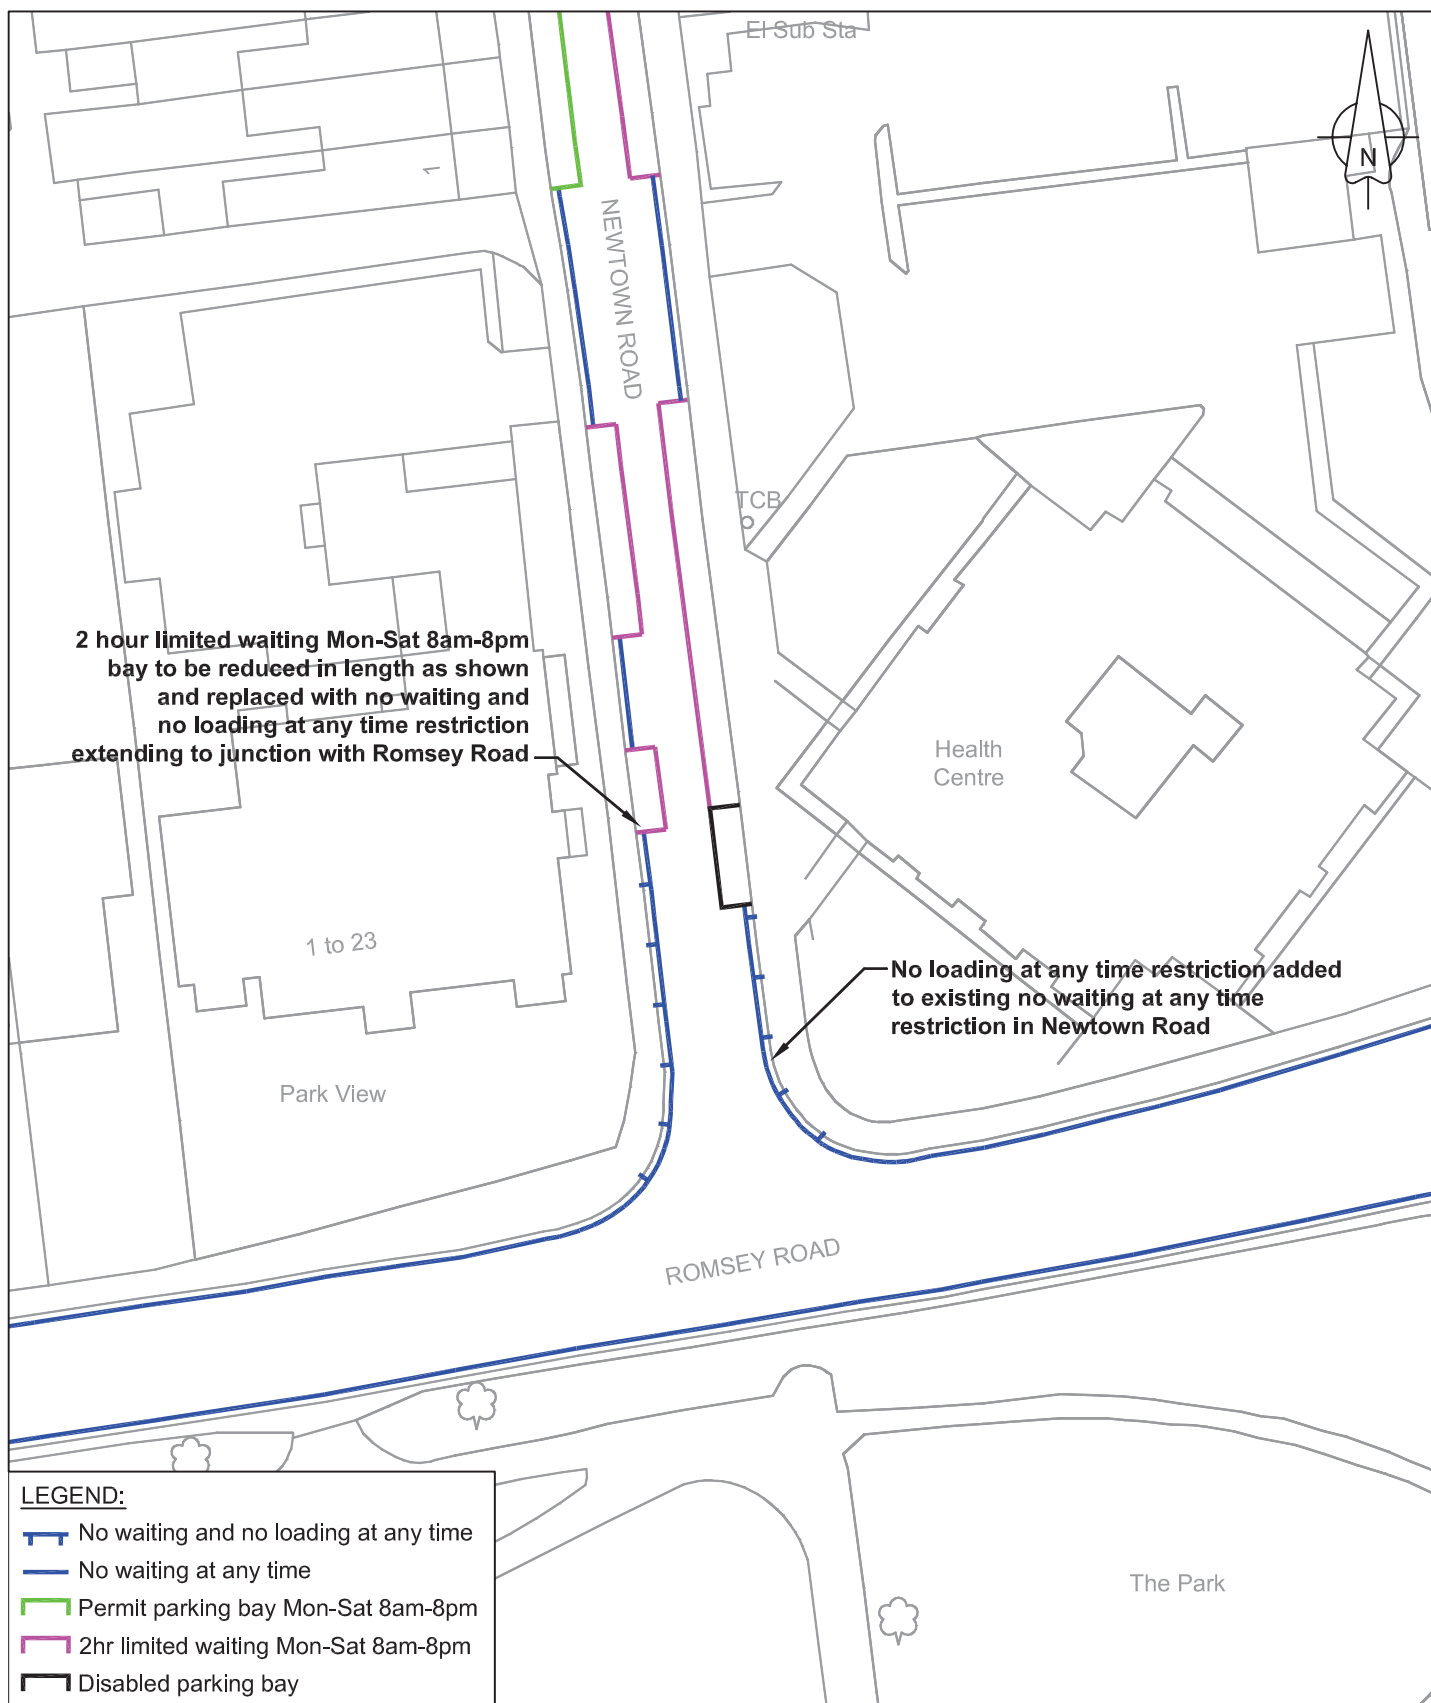 El Sub Sta
N
1
NEWTOWN ROAD
TCB
2 hour limited waiting Mon-Sat 8am-8pm
bay to be reduced in length as shown
and replaced with no waiting and
no loading at any time restriction
extending to junction with Romsey Road
Health
Centre
1 to 23
No loading at any time restriction added
to existing no waiting at any time
restriction in Newtown Road
Park View
ROMSEY ROAD
The Park
LEGEND:
No waiting and no loading at any time
No waiting at any time
Permit parking bay Mon-Sat 8am-8pm
2hr limited waiting Mon-Sat 8am-8pm
Disabled parking bay